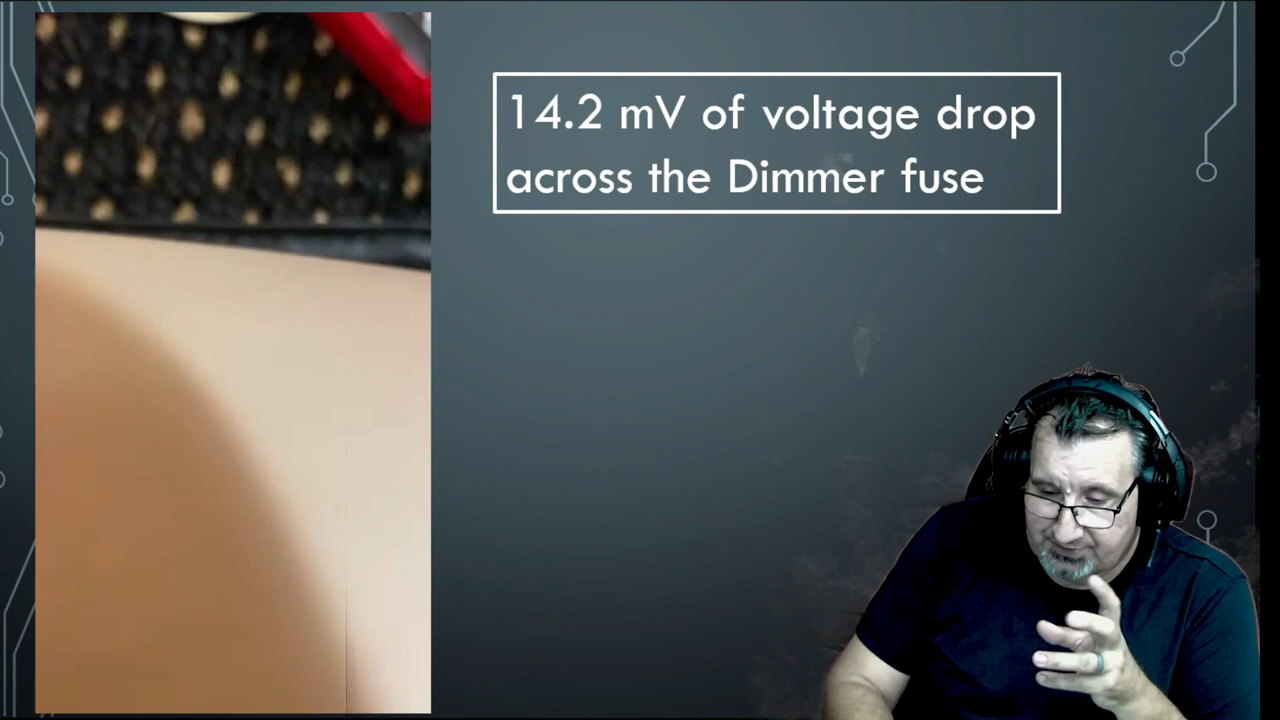 14.2 mV of voltage drop
across the Dimmer fuse